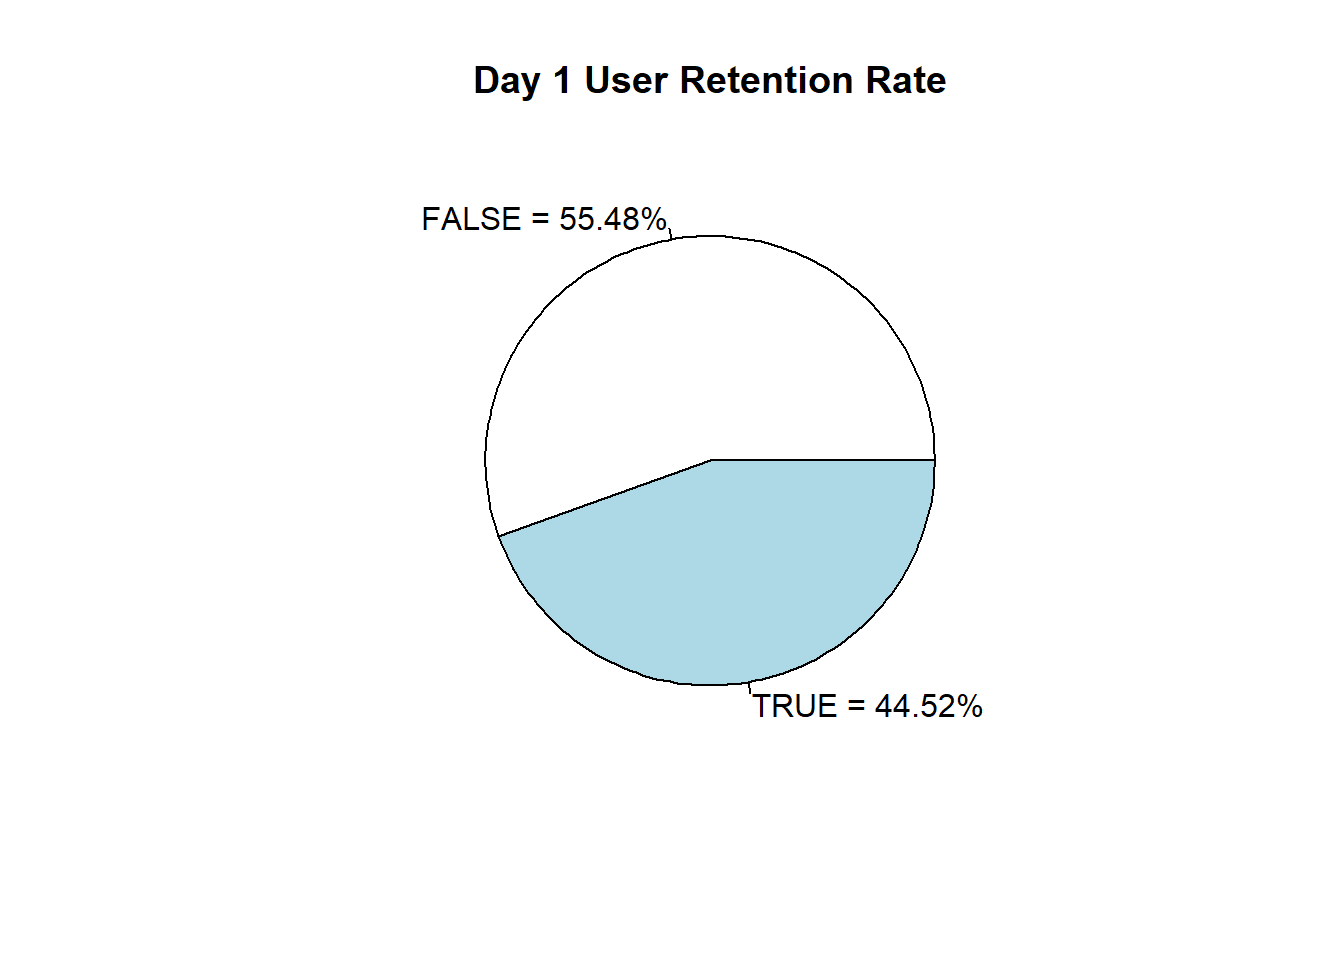 Day 1 User Retention Rate
FALSE = 55.48%
TRUE = 44.52%